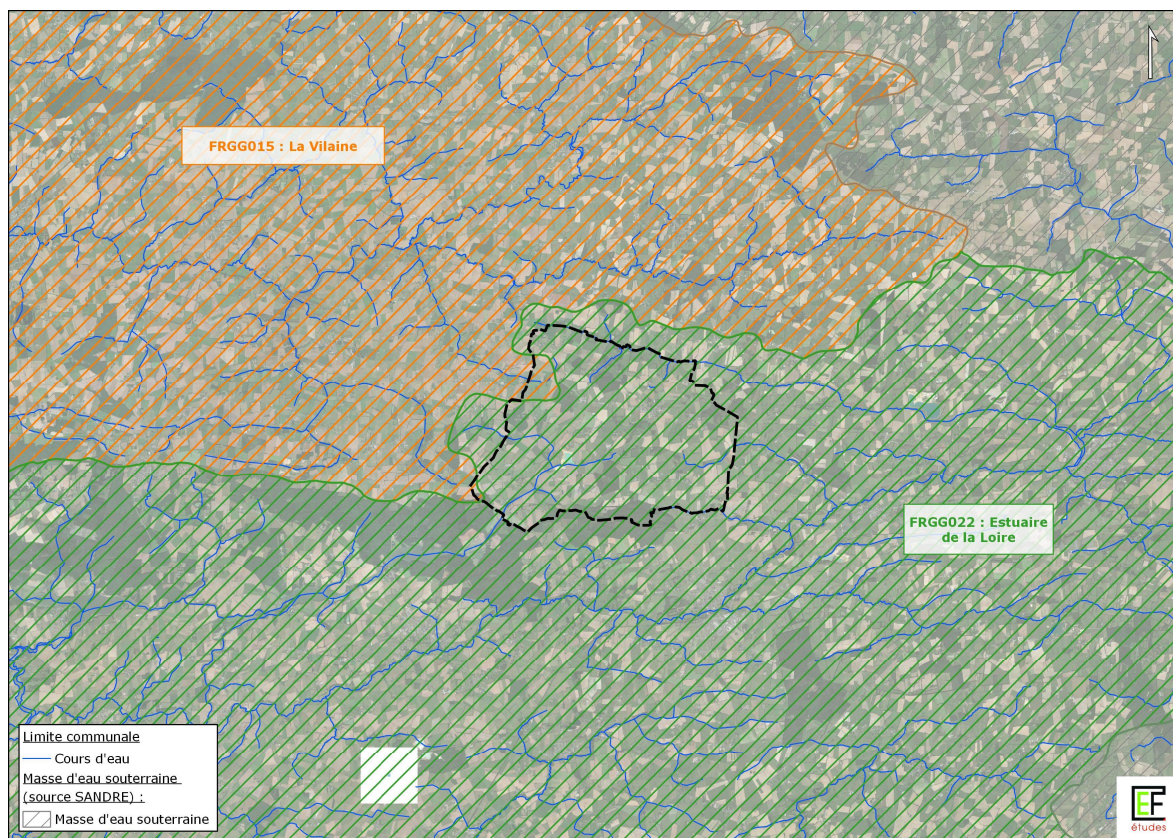 FRGG015 : La Vilaine
FRGG022 : Estuaire
de la Loire
Limite communale
Cours d'eau
Masse d'eau souterraine
(source SANDRE) :
Masse d'eau souterraine
EF
études